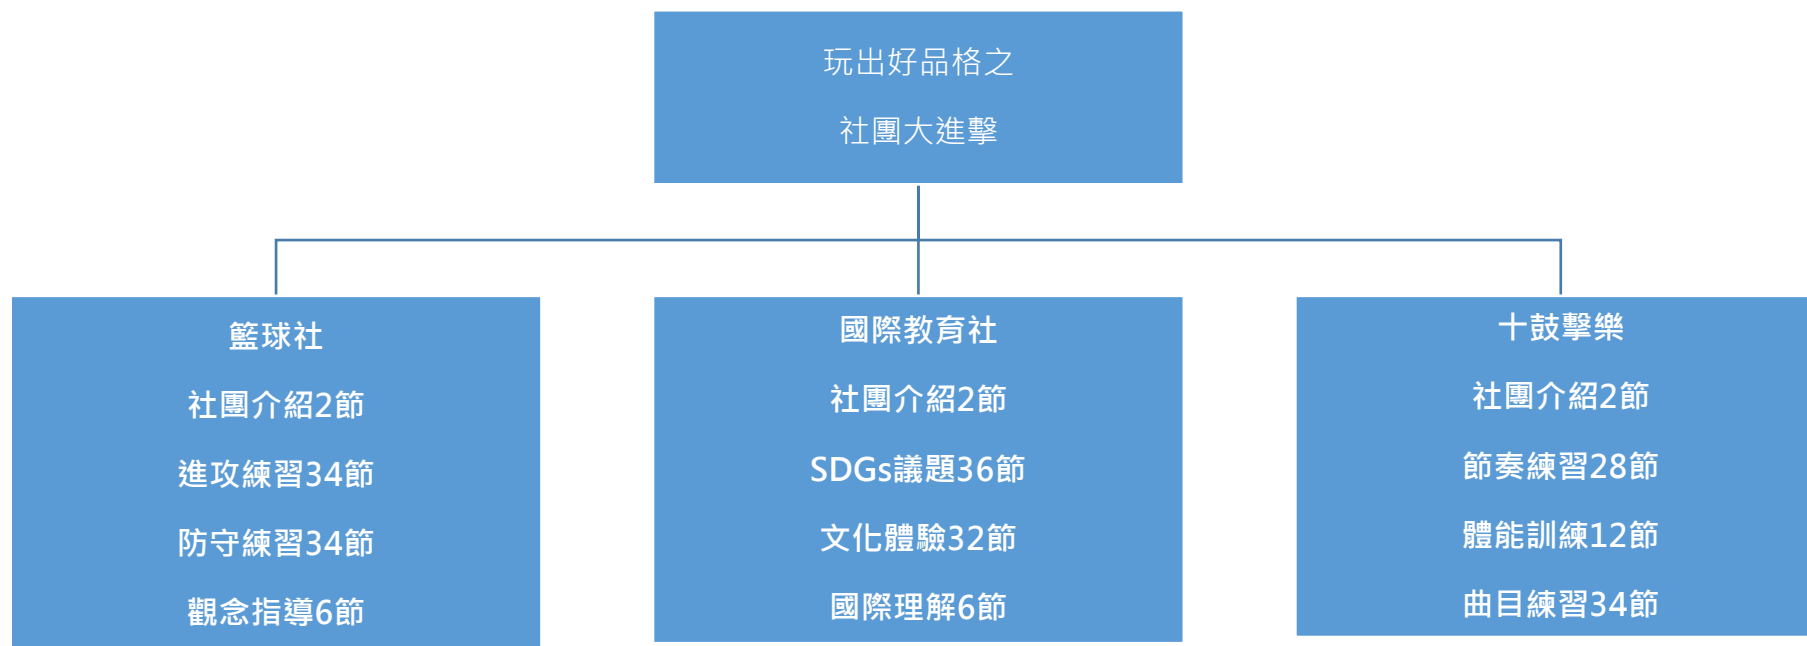 玩出好品格之
社團大進擊
籃球社
社團介紹2節
進攻練習34節
防守練習34節
觀念指導6節
國際教育社
社團介紹2節
SDGs議題36節
文化體驗32節
國際理解6節
十鼓擊樂
社團介紹2節
節奏練習28節
體能訓練12節
曲目練習34節